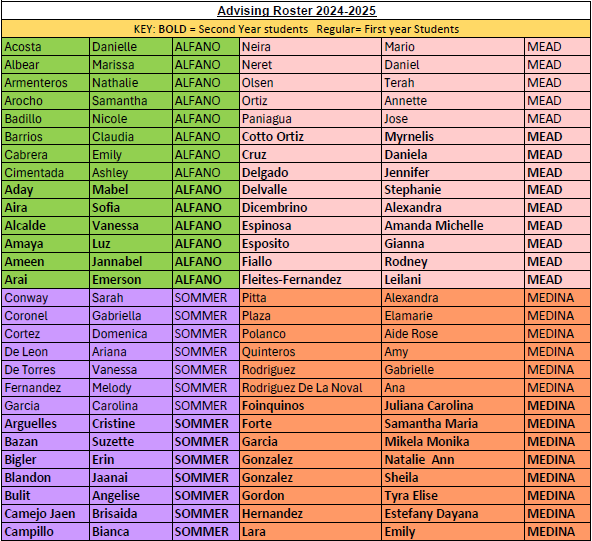 Advising Roster 2024-2025
KEY: BOLD = Second Year students Regular= First year Students
Acosta Danielle ALFANO Neira Mario MEAD
Albear Marissa ALFANO Neret Daniel MEAD
Armenteros Nathalie ALFANO Olsen Terah MEAD
Arocho Samantha ALFANO Ortiz Annette MEAD
Badillo Nicole ALFANO Paniagua Jose MEAD
Barrios Claudia ALFANO Cotto Ortiz Myrnelis MEAD
Cabrera Emily ALFANO Cruz Daniela MEAD
Cimentada Ashley ALFANO Delgado Jennifer MEAD
Aday Mabel ALFANO Delvalle Stephanie MEAD
Aira Sofia ALFANO Dicembrino Alexandra MEAD
Alcalde Vanessa ALFANO Espinosa Amanda Michelle MEAD
Amaya Luz ALFANO Esposito Gianna MEAD
Ameen Jannabel ALFANO Fiallo Rodney MEAD
Arai Emerson ALFANO Fleites-Fernandez Leilani MEAD
Conway Sarah SOMMER Pitta Alexandra MEDINA
Coronel Gabriella SOMMER Plaza Elamarie MEDINA
Cortez Domenica SOMMER Polanco Aide Rose MEDINA
De Leon Ariana SOMMER Quinteros Amy MEDINA
De Torres Vanessa SOMMER Rodriguez Gabrielle MEDINA
Fernandez Melody SOMMER Rodriguez De La Noval Ana MEDINA
Garcia Carolina SOMMER Foinquinos Juliana Carolina MEDINA
Arguelles Cristine SOMMER Forte Samantha Maria MEDINA
Bazan Suzette SOMMER Garcia Mikela Monika MEDINA
Bigler Erin SOMMER Gonzalez Natalie Ann MEDINA
Blandon Jaanai SOMMER Gonzalez Sheila MEDINA
Bulit Angelise SOMMER Gordon Tyra Elise MEDINA
Camejo Jaen Brisaida SOMMER Hernandez Estefany Dayana MEDINA
Campillo Bianca SOMMER Lara Emily MEDINA